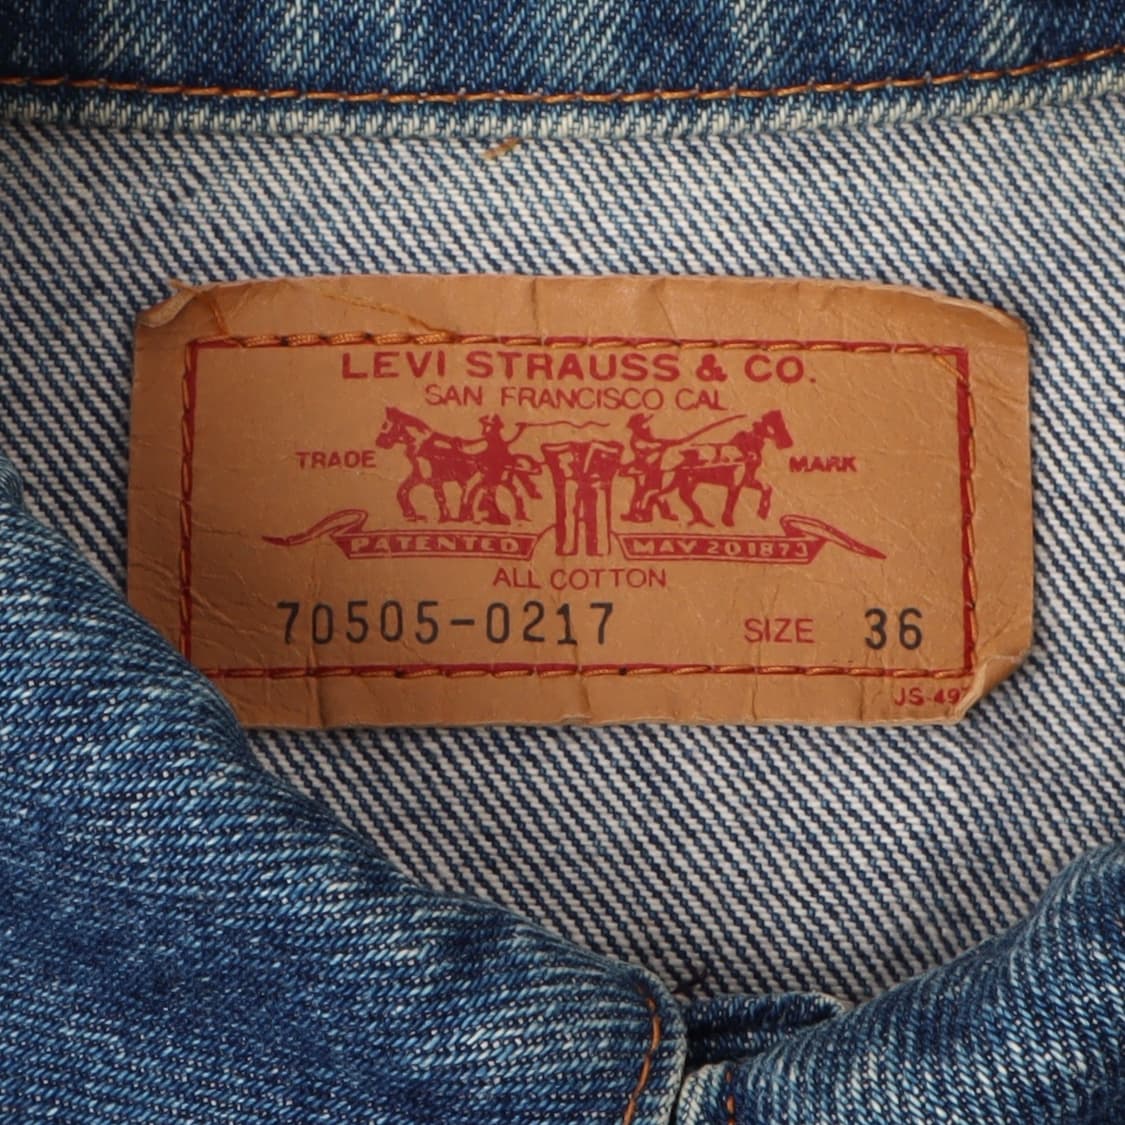 LEVI STRAUSS & CO.
SAN FRANCISCO CAL
TRADE MARK
PATENTED MAY 20 1873
ALL COTTON
70505-0217 SIZE 36